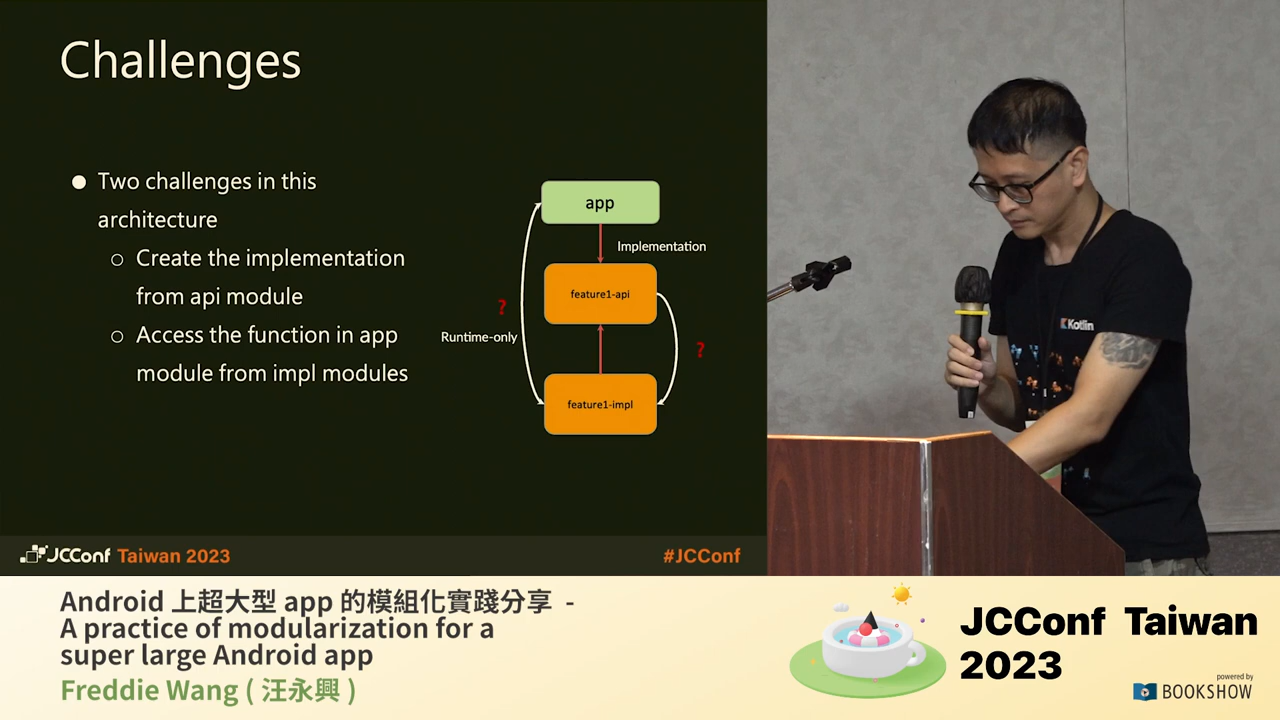 Challenges
● Two challenges in this
architecture
○ Create the implementation
from api module
○ Access the function in app
module from impl modules
app
Implementation
feature1-api
?
Runtime-only
?
feature1-impl
JCConf Taiwan 2023
#JCConf
Kotlin
Android 上超大型 app 的模組化實踐分享 -
A practice of modularization for a
super large Android app
Freddie Wang ( 汪永興 )
JCConf Taiwan
2023
powered by
BOOKSHOW